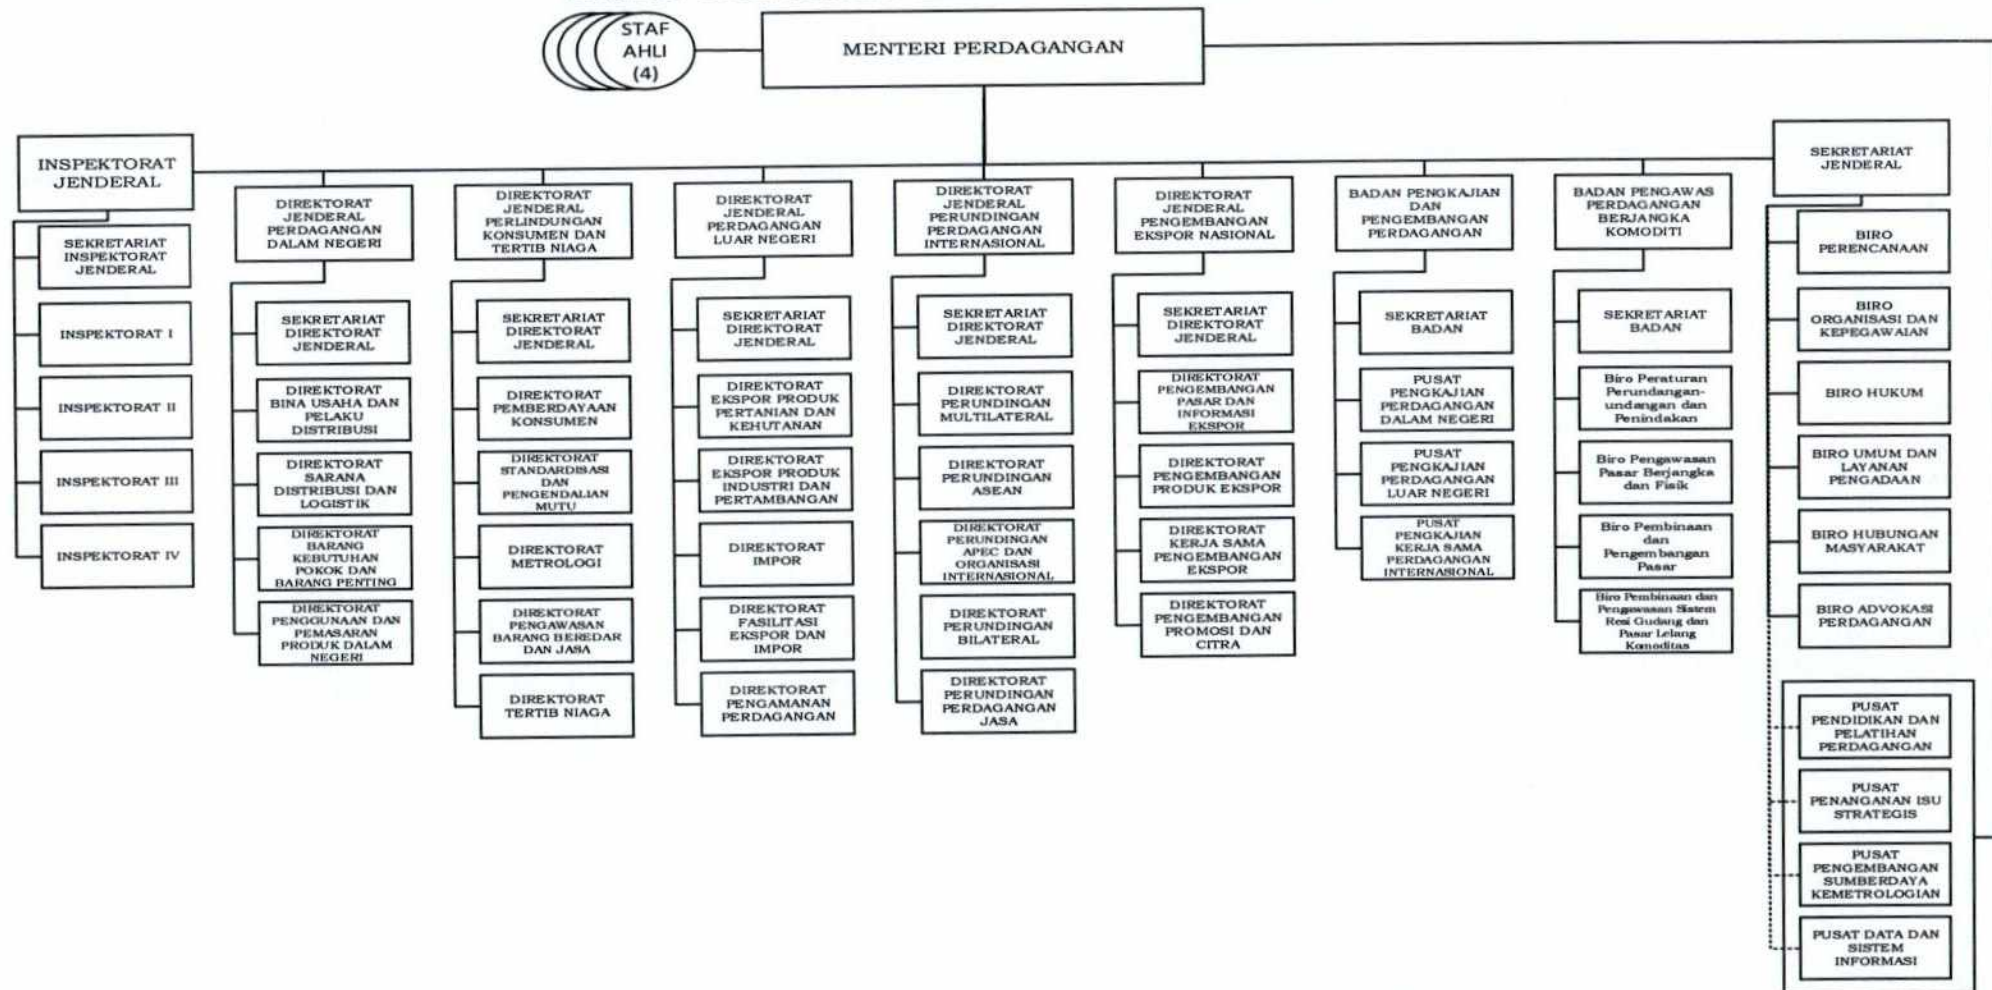 STAF
AHLI
(4)
MENTERI PERDAGANGAN
INSPEKTORAT
JENDERAL
SEKRETARIAT
INSPEKTORAT
JENDERAL
INSPEKTORAT I
INSPEKTORAT II
INSPEKTORAT III
INSPEKTORAT IV
DIREKTORAT
JENDERAL
PERDAGANGAN
DALAM NEGERI
SEKRETARIAT
DIREKTORAT
JENDERAL
DIREKTORAT
BINA USAHA DAN
PELAKU
DISTRIBUSI
DIREKTORAT
SARANA
DISTRIBUSI DAN
LOGISTIK
DIREKTORAT
BARANG
KEBUTUHAN
POKOK DAN
BARANG PENTING
DIREKTORAT
PENGGUNAAN DAN
PEMASARAN
PRODUK DALAM
NEGERI
DIREKTORAT
JENDERAL
PERLINDUNGAN
KONSUMEN DAN
TERTIB NIAGA
SEKRETARIAT
DIREKTORAT
JENDERAL
DIREKTORAT
PEMBERDAYAAN
KONSUMEN
DIREKTORAT
STANDARDISASI
DAN
PENGENDALIAN
MUTU
DIREKTORAT
METROLOGI
DIREKTORAT
PENGAWASAN
BARANG BEREDAR
DAN JASA
DIREKTORAT
TERTIB NIAGA
DIREKTORAT
JENDERAL
PERDAGANGAN
LUAR NEGERI
SEKRETARIAT
DIREKTORAT
JENDERAL
DIREKTORAT
EKSPOR PRODUK
PERTANIAN DAN
KEHUTANAN
DIREKTORAT
EKSPOR PRODUK
INDUSTRI DAN
PERTAMBANGAN
DIREKTORAT
IMPOR
DIREKTORAT
FASILITASI
EKSPOR DAN
IMPOR
DIREKTORAT
PENGAMANAN
PERDAGANGAN
DIREKTORAT
JENDERAL
PERUNDINGAN
PERDAGANGAN
INTERNASIONAL
SEKRETARIAT
DIREKTORAT
JENDERAL
DIREKTORAT
PERUNDINGAN
MULTILATERAL
DIREKTORAT
PERUNDINGAN
ASEAN
DIREKTORAT
PERUNDINGAN
APEC DAN
ORGANISASI
INTERNASIONAL
DIREKTORAT
PERUNDINGAN
BILATERAL
DIREKTORAT
PERUNDINGAN
PERDAGANGAN
JASA
DIREKTORAT
JENDERAL
PENGEMBANGAN
EKSPOR NASIONAL
SEKRETARIAT
DIREKTORAT
JENDERAL
DIREKTORAT
PENGEMBANGAN
PASAR DAN
INFORMASI
EKSPOR
DIREKTORAT
PENGEMBANGAN
PRODUK EKSPOR
DIREKTORAT
KERJA SAMA
PENGEMBANGAN
EKSPOR
DIREKTORAT
PENGEMBANGAN
PROMOSI DAN
CITRA
BADAN PENGKAJIAN
DAN
PENGEMBANGAN
PERDAGANGAN
SEKRETARIAT
BADAN
PUSAT
PENGKAJIAN
PERDAGANGAN
DALAM NEGERI
PUSAT
PENGKAJIAN
PERDAGANGAN
LUAR NEGERI
PUSAT
PENGKAJIAN
KERJA SAMA
PERDAGANGAN
INTERNASIONAL
BADAN PENGAWAS
PERDAGANGAN
BERJANGKA
KOMODITI
SEKRETARIAT
BADAN
Biro Peraturan
Perundangan-
undangan dan
Penindakan
Biro Pengawasan
Pasar Berjangka
dan Fisik
Biro Pembinaan
dan
Pengembangan
Pasar
Biro Pembinaan dan
Pengawasan Sistem
Resi Gudang dan
Pasar Lelang
Komoditas
SEKRETARIAT
JENDERAL
BIRO
PERENCANAAN
BIRO
ORGANISASI DAN
KEPEGAWAIAN
BIRO HUKUM
BIRO UMUM DAN
LAYANAN
PENGADAAN
BIRO HUBUNGAN
MASYARAKAT
BIRO ADVOKASI
PERDAGANGAN
PUSAT
PENDIDIKAN DAN
PELATIHAN
PERDAGANGAN
PUSAT
PENANGANAN ISU
STRATEGIS
PUSAT
PENGEMBANGAN
SUMBERDAYA
KEMETROLOGIAN
PUSAT DATA DAN
SISTEM
INFORMASI